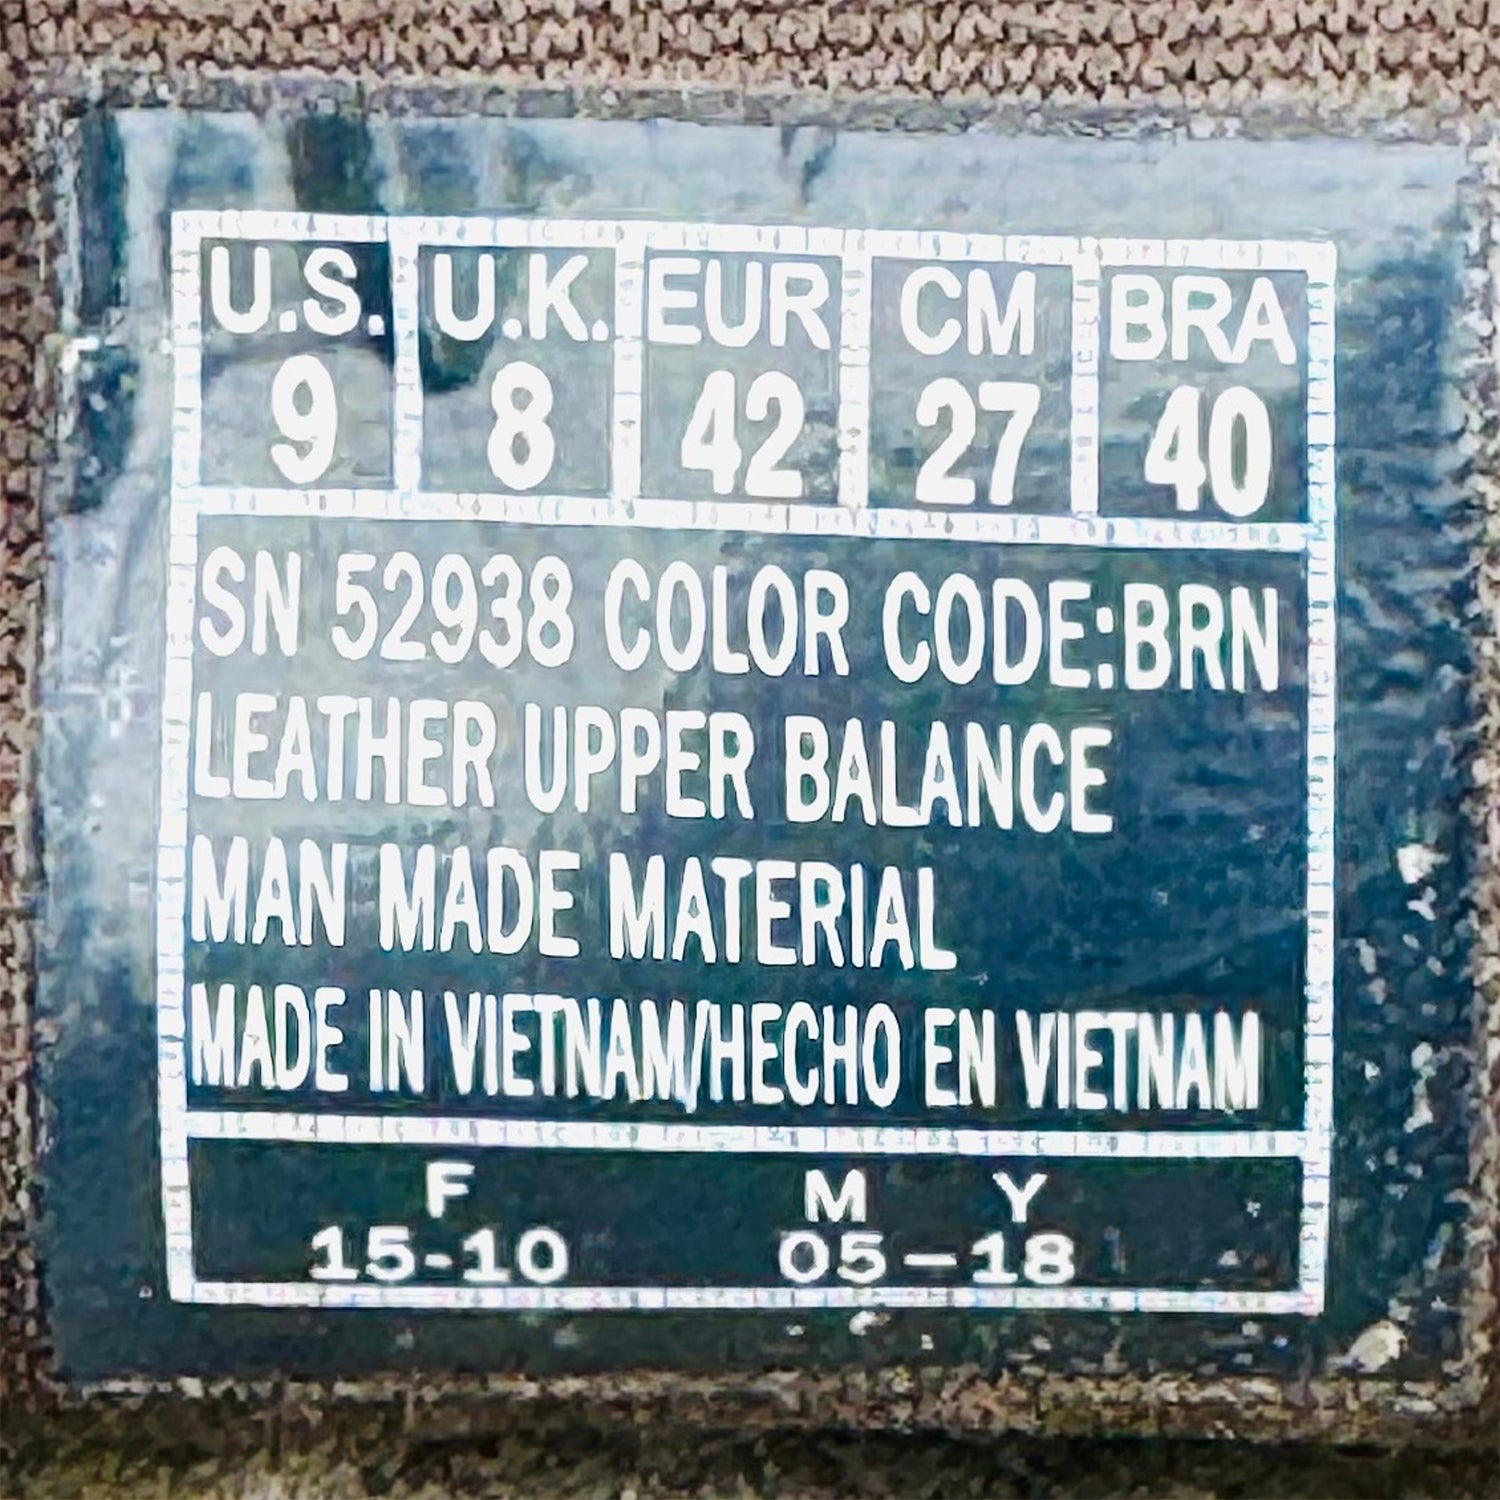 U.S. U.K. EUR CM BRA
9 8 42 27 40
SN 52938 COLOR CODE:BRN
LEATHER UPPER BALANCE
MAN MADE MATERIAL
MADE IN VIETNAM/HECHO EN VIETNAM
F M Y
15-10 05-18